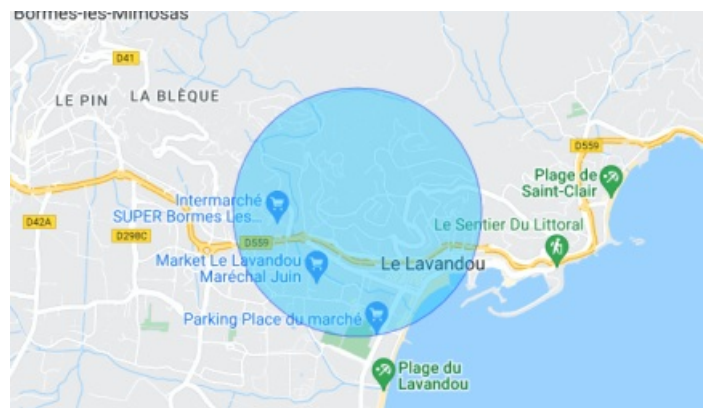 Bormes-les-Mimosas
D41
LE PIN
LA BLÈQUE
D559
Plage de
Saint-Clair
Intermarché
SUPER Bormes Les...
D42A
D298C
D559
Le Sentier Du Littoral
Market Le Lavandou
Maréchal Juin
Le Lavandou
Parking Place du marché
Plage du
Lavandou